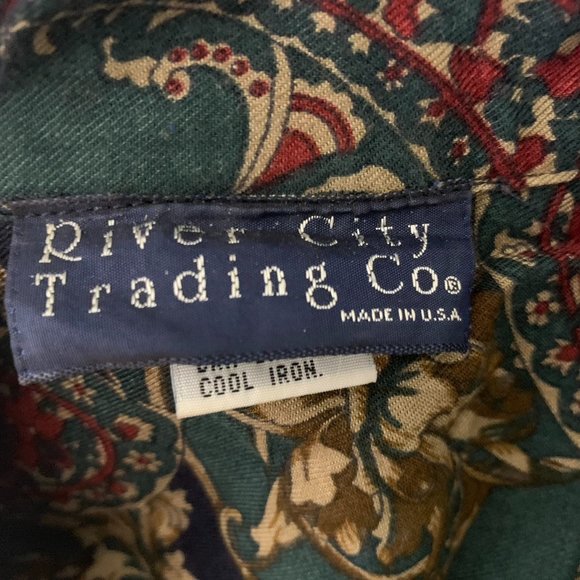 River City
Trading Co®
MADE IN U.S.A
COOL IRON.